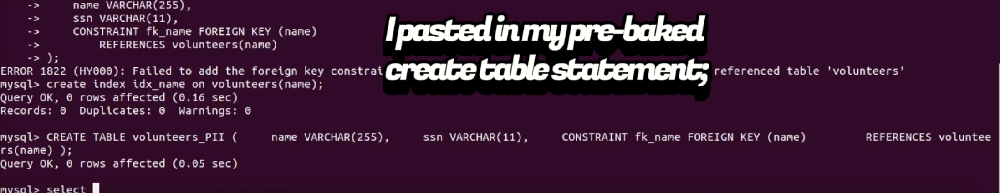 -> name VARCHAR(255),
-> ssn VARCHAR(11),
-> CONSTRAINT fk_name FOREIGN KEY (name)
-> REFERENCES volunteers(name)
-> );
I pasted in my pre-baked
create table statement;
ERROR 1822 (HY000): Failed to add the foreign key constrai referenced table 'volunteers'
mysql> create index idx_name on volunteers(name);
Query OK, 0 rows affected (0.16 sec)
Records: 0 Duplicates: 0 Warnings: 0
mysql> CREATE TABLE volunteers_PII ( name VARCHAR(255), ssn VARCHAR(11), CONSTRAINT fk_name FOREIGN KEY (name) REFERENCES voluntee
rs(name) );
Query OK, 0 rows affected (0.05 sec)
mysql> select